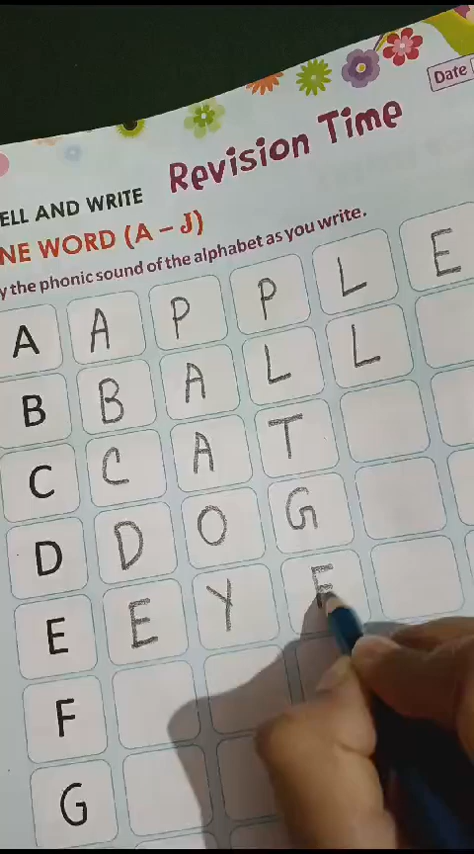 Date
Revision Time
ELL AND WRITE
NE WORD (A – J)
y the phonic sound of the alphabet as you write.
A A P P L E
B B A L L
C C A T
D D O G
E E Y E
F
G